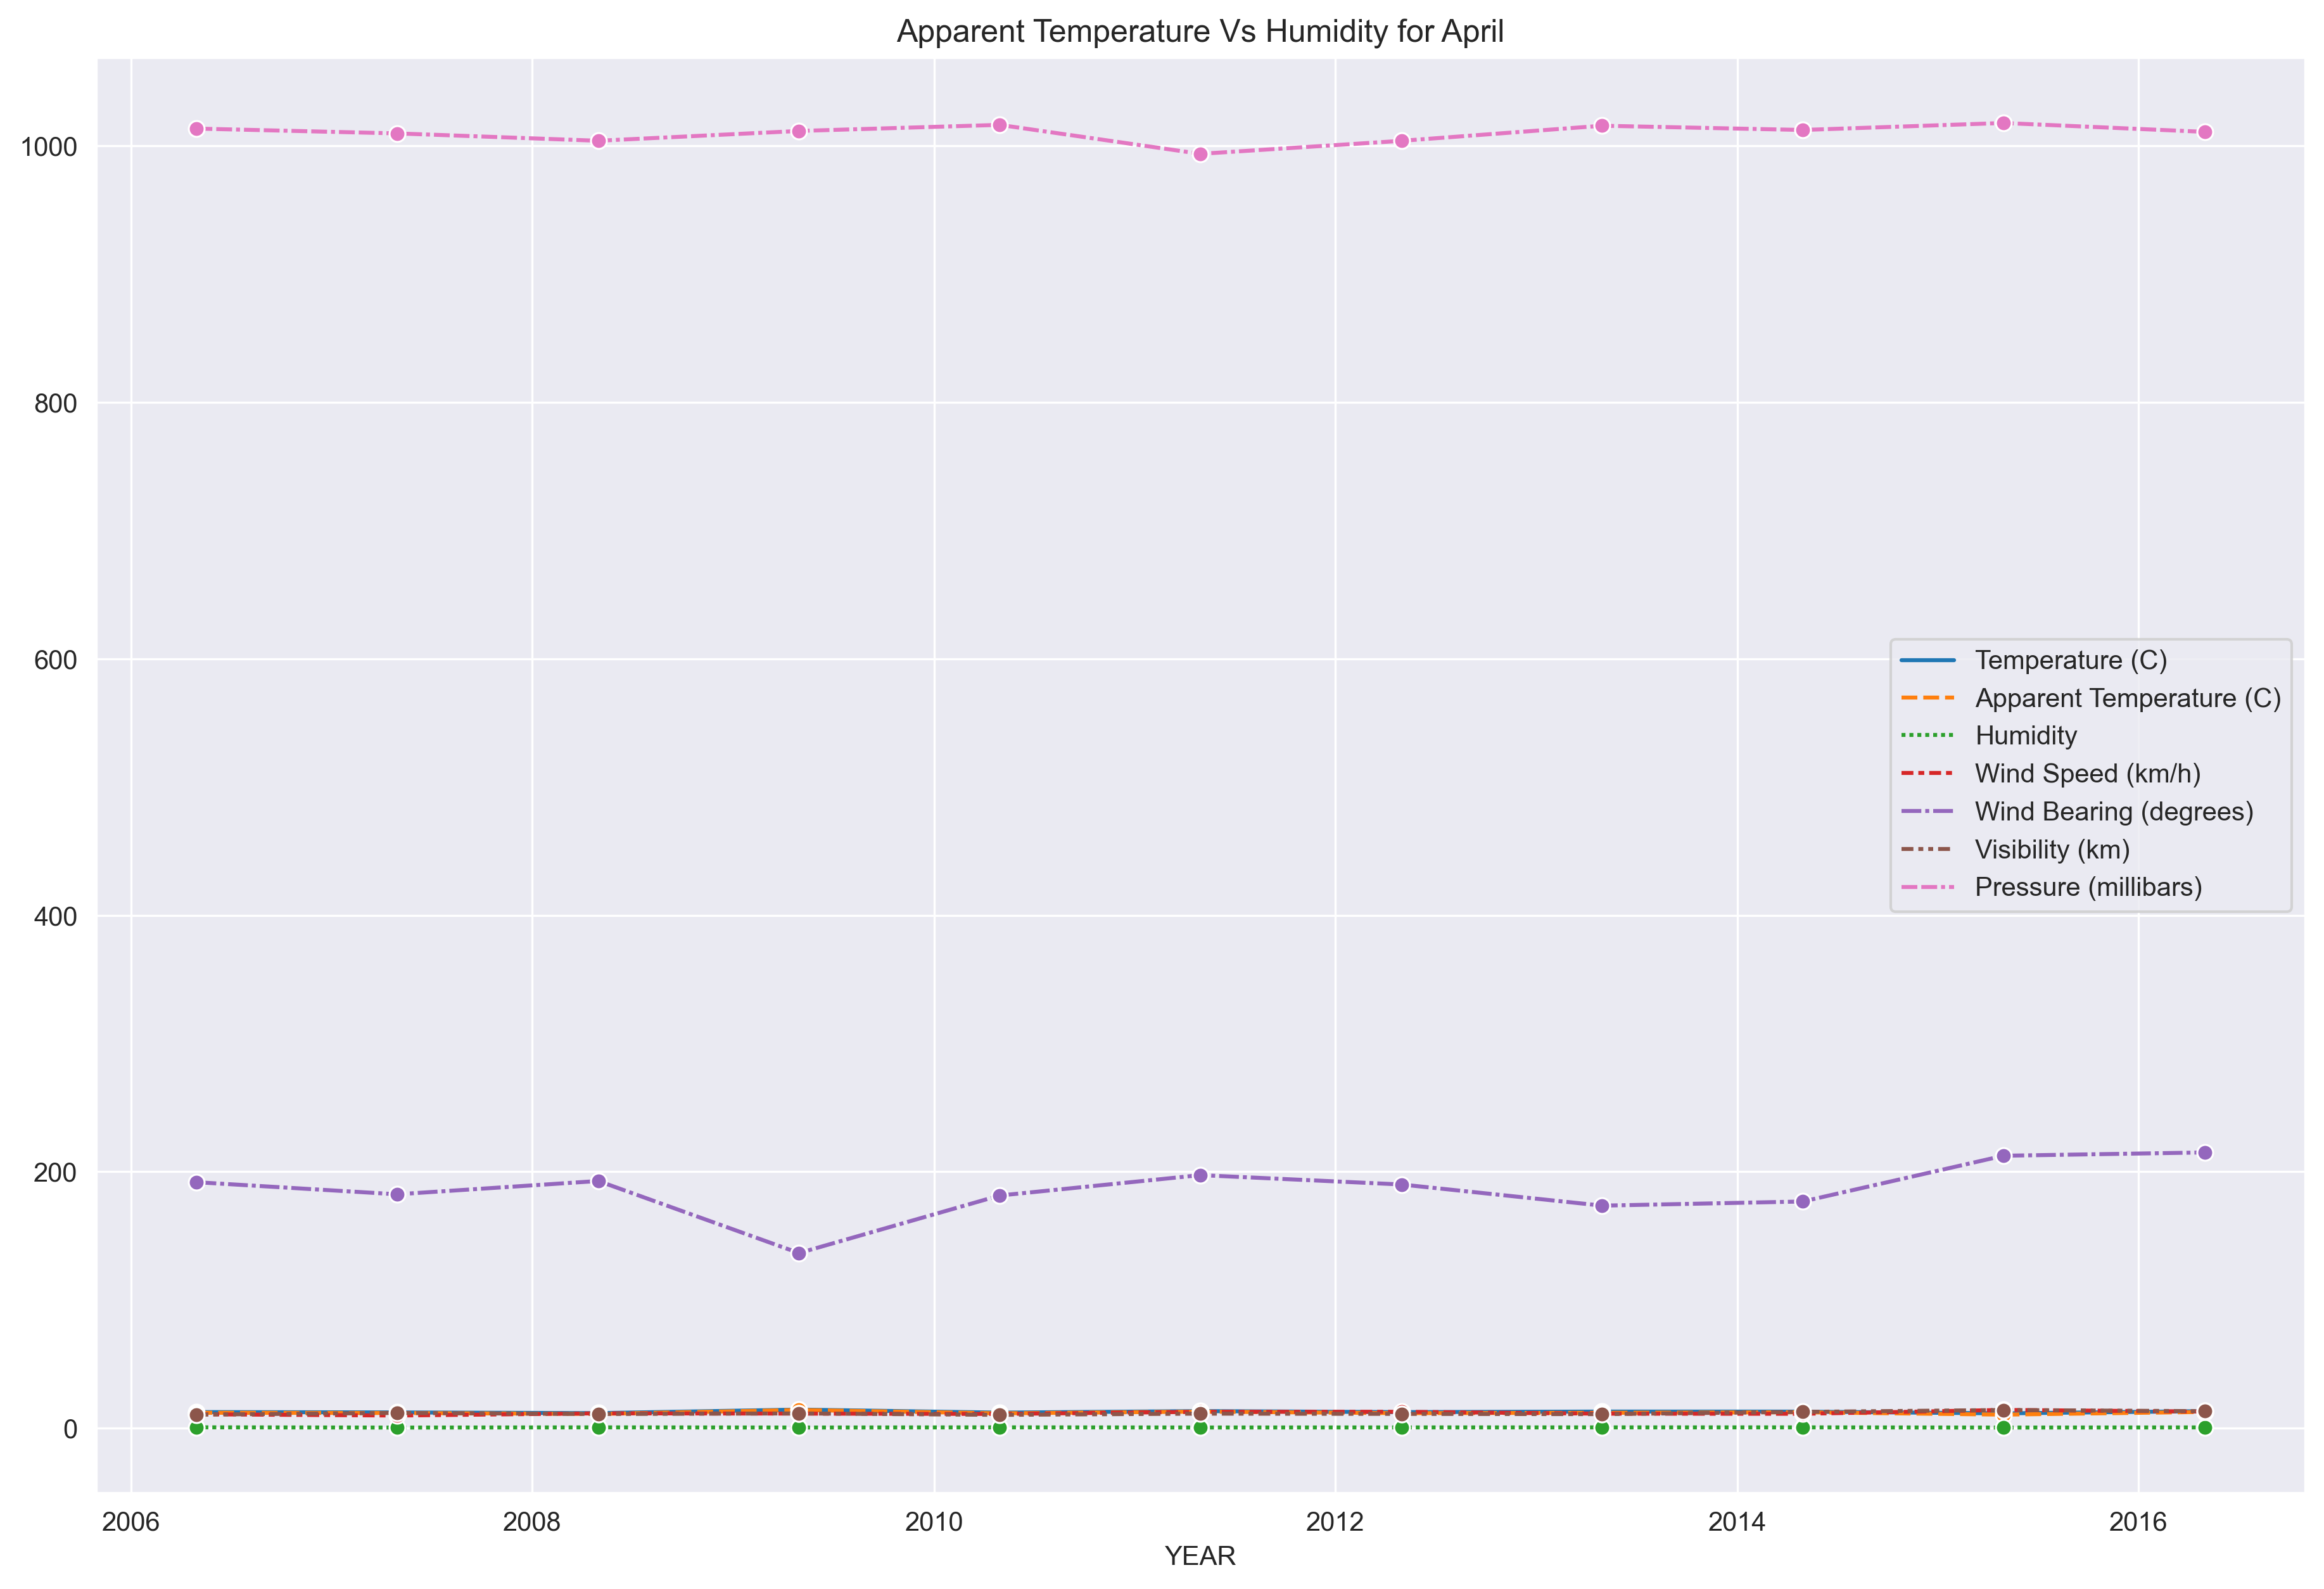 Apparent Temperature Vs Humidity for April
1000
800
600
400
200
0
Temperature (C)
Apparent Temperature (C)
Humidity
Wind Speed (km/h)
Wind Bearing (degrees)
Visibility (km)
Pressure (millibars)
2006 2008 2010 2012 2014 2016
YEAR